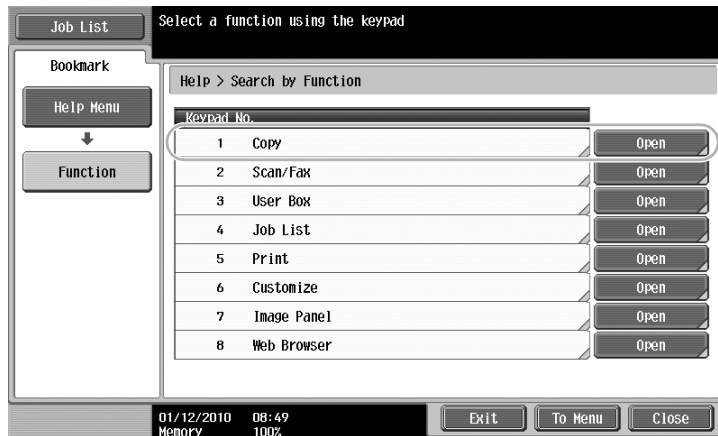 Job List
Select a function using the keypad
Bookmark
Help Menu
Function
Help > Search by Function
Keypad No.
1 Copy Open
2 Scan/Fax Open
3 User Box Open
4 Job List Open
5 Print Open
6 Customize Open
7 Image Panel Open
8 Web Browser Open
01/12/2010 08:49
Memory 100%
Exit To Menu Close